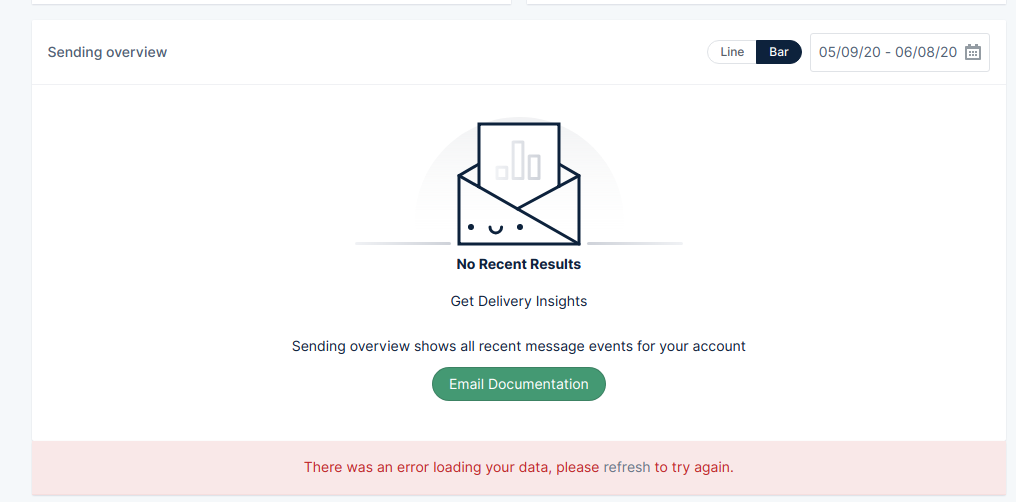 Sending overview
Line
Bar
05/09/20 - 06/08/20
No Recent Results
Get Delivery Insights
Sending overview shows all recent message events for your account
Email Documentation
There was an error loading your data, please refresh to try again.